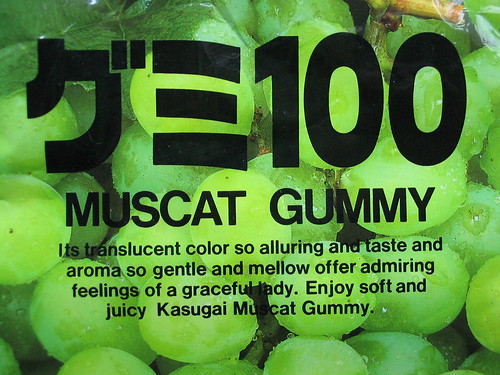 グミ100
MUSCAT GUMMY
Its translucent color so alluring and taste and
aroma so gentle and mellow offer admiring
feelings of a graceful lady. Enjoy soft and
juicy Kasugai Muscat Gummy.